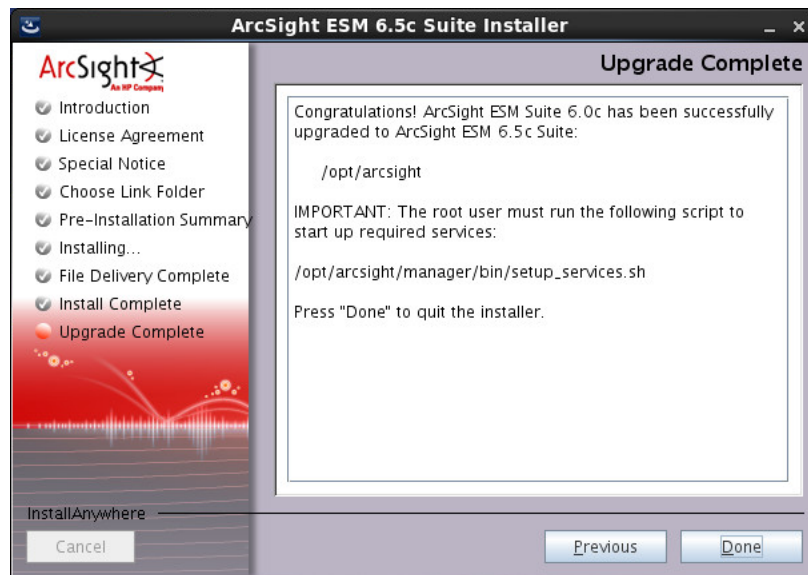 ArcSight ESM 6.5c Suite Installer
ArcSight
An HP Company
Introduction
License Agreement
Special Notice
Choose Link Folder
Pre-Installation Summary
Installing...
File Delivery Complete
Install Complete
Upgrade Complete
Upgrade Complete
Congratulations! ArcSight ESM Suite 6.0c has been successfully
upgraded to ArcSight ESM 6.5c Suite:
/opt/arcsight
IMPORTANT: The root user must run the following script to
start up required services:
/opt/arcsight/manager/bin/setup_services.sh
Press "Done" to quit the installer.
InstallAnywhere
Cancel
Previous
Done